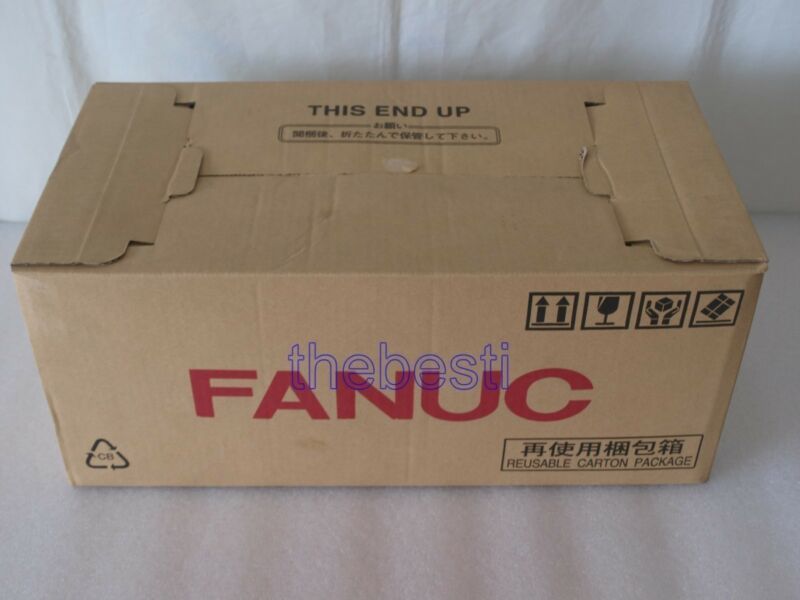 THIS END UP
お願い
開梱後、折たたんで保管して下さい。
thebesti
FANUC
CB
再使用梱包箱
REUSABLE CARTON PACKAGE